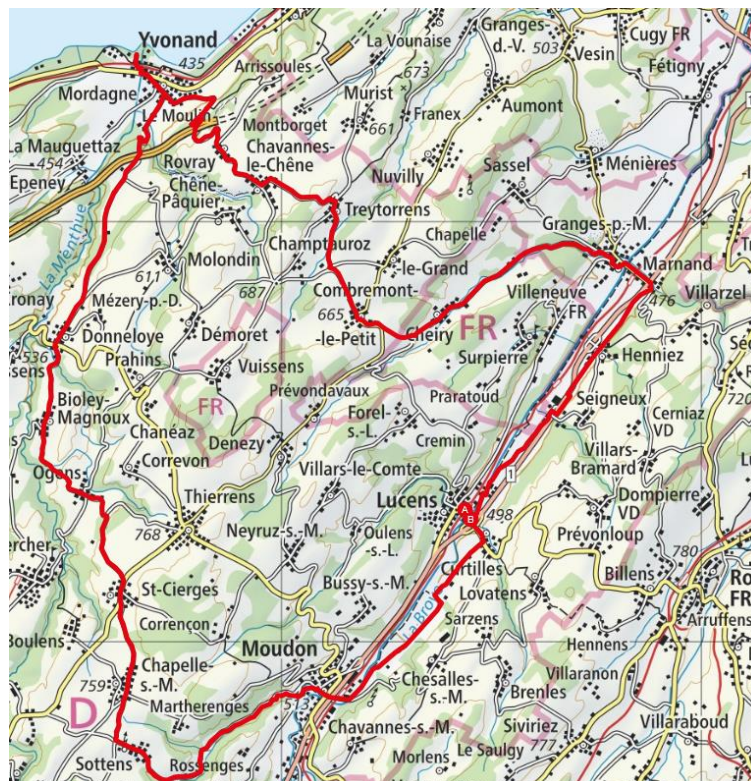 Yvonand
435
Mordagne
Arrissoules
La Vounaise
Granges
-d.-V.
503
Vesin
Cugy FR
Fétigny
Murist
673
Franex
Aumont
Le Moulin
Montborget
661
La Mauguettaz
454
Epeney
Rovray
Chavannes-
le-Chêne
Chêne-
Pâquier
Nuvilly
Sassel
Ménières
Treytorrens
La Menthue
Champtauroz
Chapelle
Granges-p.-M.
Marnand
Molondin
-le-Grand
611
687
Combremont-
Villeneuve
FR
476
Villarzel
Mézery-p.-D.
Donneloye
Démoret
665
-le-Petit
Cheiry
FR
Surpierre
Henniez
536
Prahins
Vuissens
Prévondavaux
Praratoud
Seigneux
720
Bioley-
Magnoux
FR
Chanéaz
Denezy
Forel-
s.-L.
Cremin
Cerniaz
VD
Correvon
Villars-le-Comte
Villars-
Bramard
Ogens
Thierrens
Lucens
1
A
B
498
Dompierre
VD
768
Neyruz-s.-M.
Oulens
-s.-L.
Prévonloup
780
St-Cierges
Bussy-s.-M.
Curtilles
Lovatens
Billens
FR
Boulens
Corrençon
La Broye
Sarzens
Arruffens
Moudon
Hennens
Chapelle
-s.-M.
759
D
Martherenges
513
Chesalles
-s.-M.
Brenles
Villaranon
Chavannes-s.-M.
Siviriez
777
Villaraboud
Sottens
Rossenges
Morlens
Le Saulgy